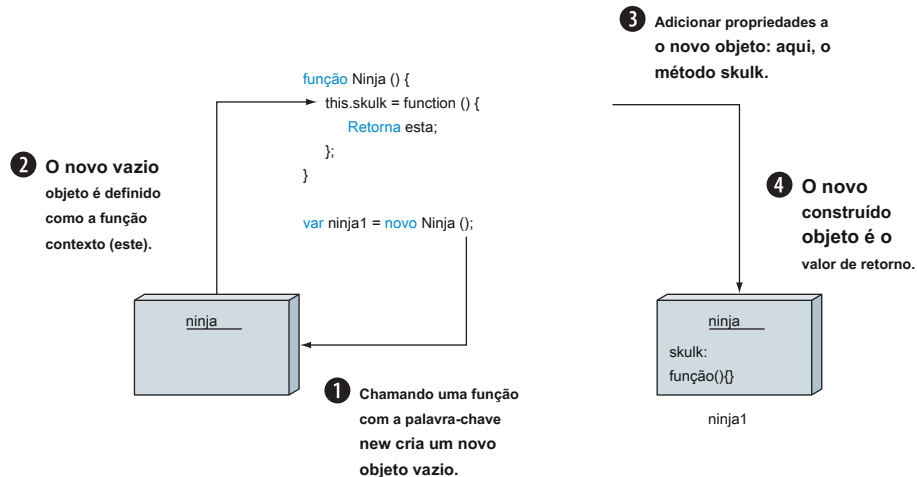 3 Adicionar propriedades a
o novo objeto: aqui, o
método skulk.
função Ninja () {
this.skulk = function () {
Retorna esta;
};
}
var ninja1 = novo Ninja ();
2 O novo vazio
objeto é definido
como a função
contexto (este).
4 O novo
construído
objeto é o
valor de retorno.
ninja
1 Chamando uma função
com a palavra-chave
new cria um novo
objeto vazio.
ninja
skulk:
função(){}
ninja1